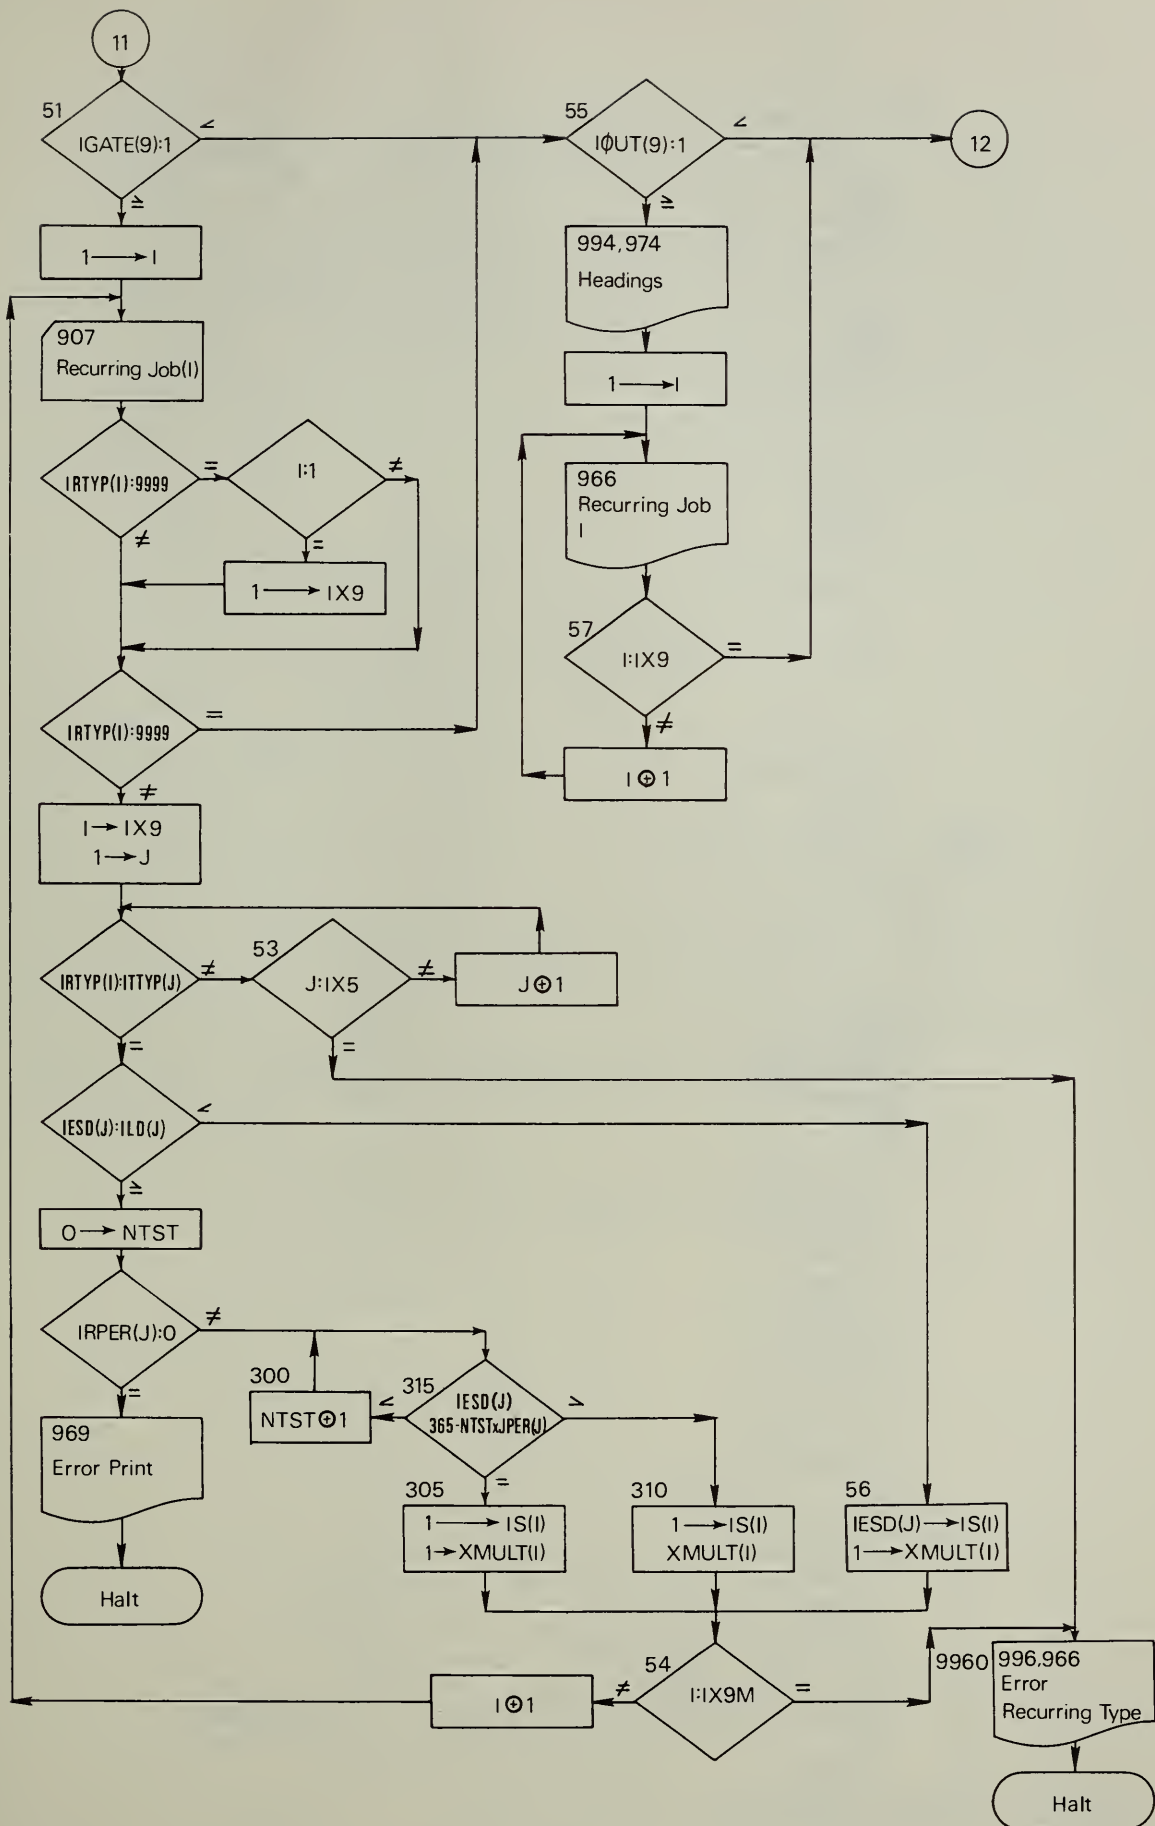 11
51
IGATE(9):1
<
≥
1→I
907
Recurring Job(I)
IRTYP(I):9999
=
≠
I:1
≠
=
1→IX9
IRTYP(I):9999
=
≠
I→IX9
1→J
IRTYP(I):ITTYP(J)
≠
=
53
J:IX5
≠
=
J⊕1
IESD(J):ILD(J)
<
≥
0→NTST
IRPER(J):0
≠
=
969
Error Print
Halt
300
NTST⊕1
315
IESD(J)
365-NTSTxJPER(J)
<
>
=
305
1→IS(I)
1→XMULT(I)
310
1→IS(I)
XMULT(I)
56
IESD(J)→IS(I)
1→XMULT(I)
54
I:IX9M
≠
=
I⊕1
9960
996,966
Error
Recurring Type
Halt
55
IϕUT(9):1
<
≥
12
994,974
Headings
1→I
966
Recurring Job
I
57
I:IX9
=
≠
I⊕1